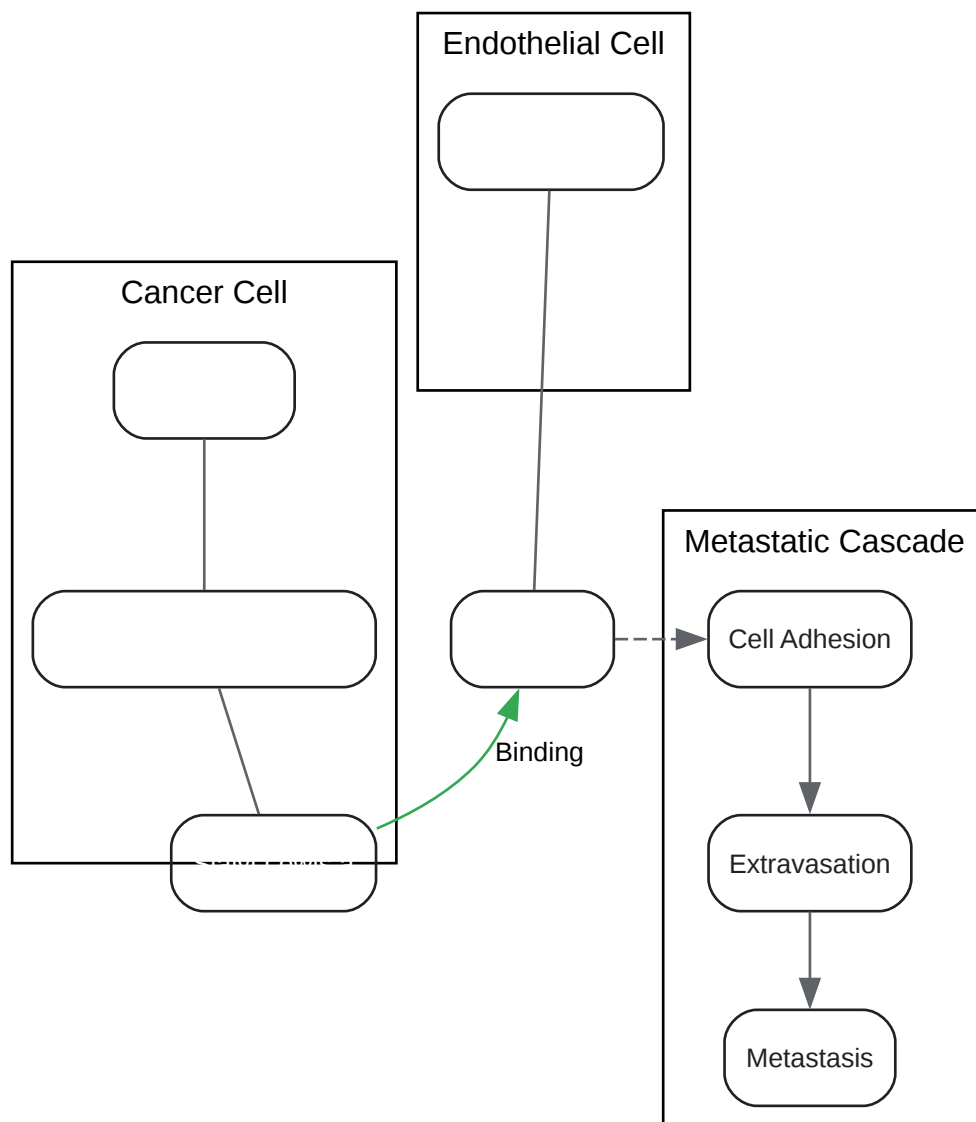 Endothelial Cell
Cancer Cell
Metastatic Cascade
Cell Adhesion
Binding
Extravasation
Metastasis